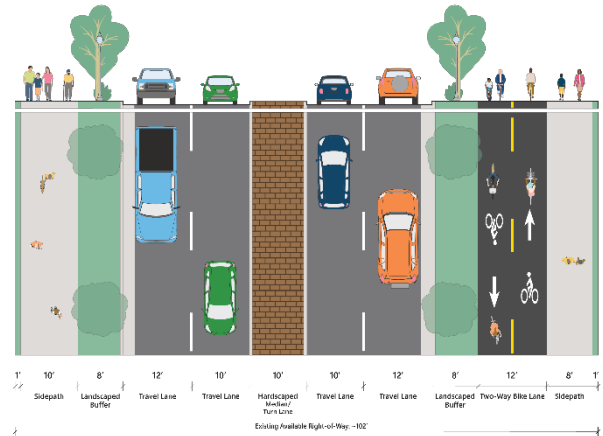 1' 10' 8' 12' 10' 10' 10' 12' 8' 12' 8' 1'
Sidepath Landscaped Buffer Travel Lane Travel Lane Hardscaped Median/ Turn Lane Travel Lane Travel Lane Landscaped Buffer Two-Way Bike Lane Sidepath
Existing Available Right-of-Way: ~102'